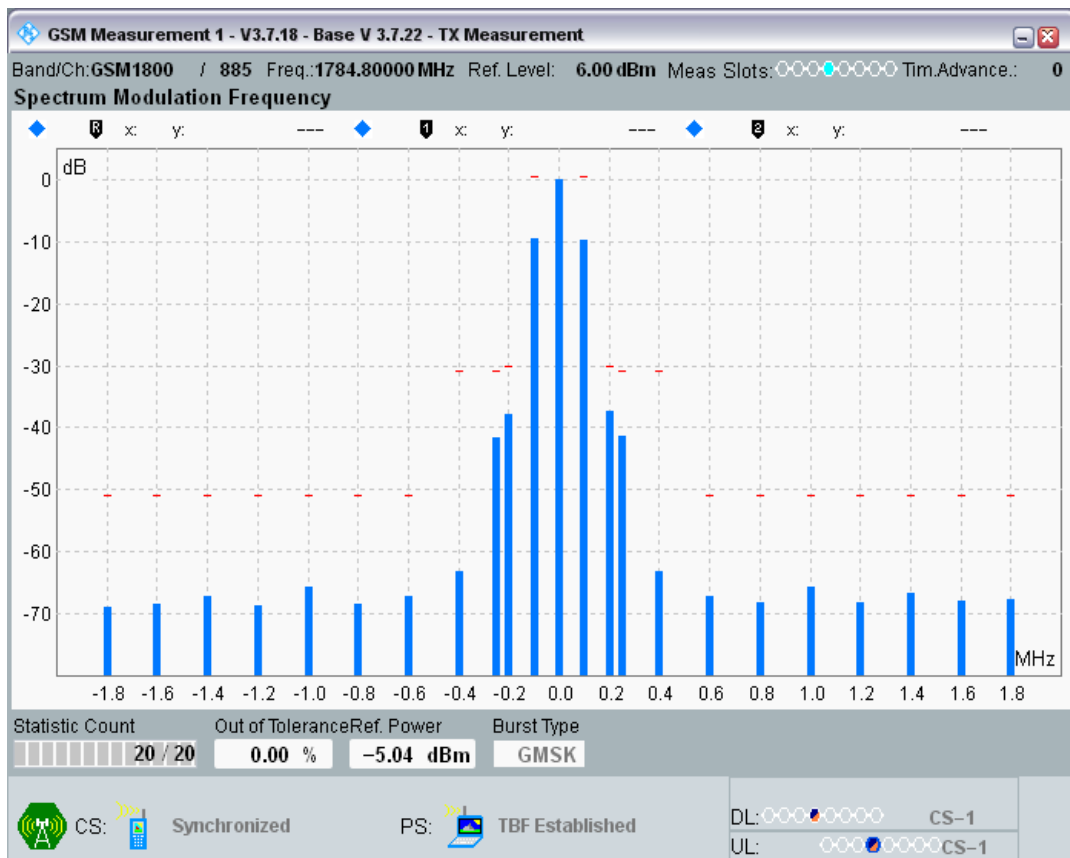 GSM Measurement 1 - V3.7.18 - Base V 3.7.22 - TX Measurement
Band/Ch:GSM1800 / 885 Freq.:1784.80000 MHz Ref. Level: 6.00 dBm Meas Slots: Tim.Advance.: 0
Spectrum Modulation Frequency
R x: y: --- 1 x: y: --- 2 x: y: ---
dB
0
-10
-20
-30
-40
-50
-60
-70
MHz
-1.8 -1.6 -1.4 -1.2 -1.0 -0.8 -0.6 -0.4 -0.2 0.0 0.2 0.4 0.6 0.8 1.0 1.2 1.4 1.6 1.8
Statistic Count Out of Tolerance Ref. Power Burst Type
20 / 20 0.00 % −5.04 dBm GMSK
CS: Synchronized PS: TBF Established DL: CS−1
UL: CS−1